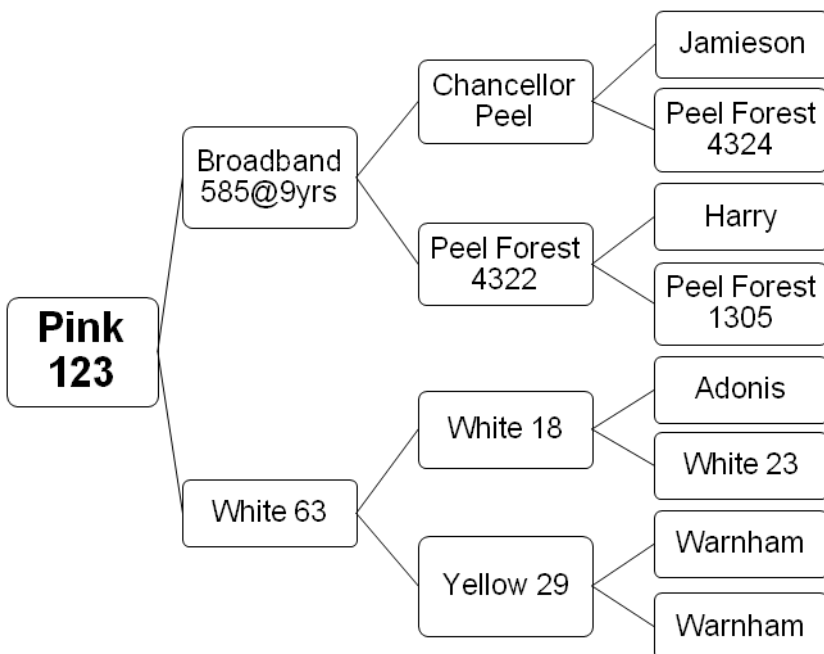 Jamieson
Chancellor
Peel
Peel Forest
4324
Broadband
585@9yrs
Harry
Peel Forest
4322
Peel Forest
1305
Pink
123
Adonis
White 18
White 23
White 63
Warnham
Yellow 29
Warnham